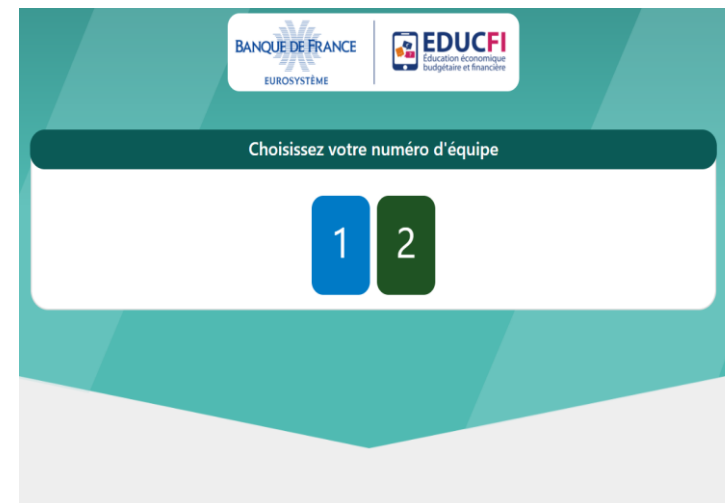 BANQUE DE FRANCE
EUROSYSTÈME
EDUCFI
Éducation économique
budgétaire et financière
Choisissez votre numéro d'équipe
1 2